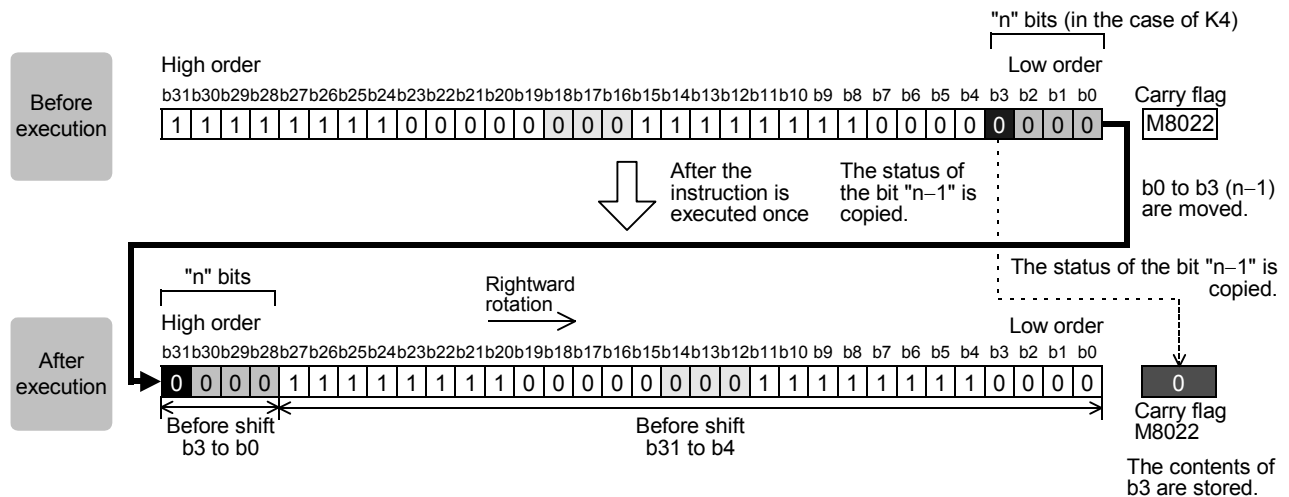 "n" bits (in the case of K4)
High order Low order
Before execution
b31b30b29b28b27b26b25b24b23b22b21b20b19b18b17b16b15b14b13b12b11b10 b9 b8 b7 b6 b5 b4 b3 b2 b1 b0 Carry flag
1 1 1 1 1 1 1 1 0 0 0 0 0 0 0 0 1 1 1 1 1 1 1 1 0 0 0 0 0 0 0 0 M8022
After the
instruction is
executed once
The status of
the bit "n−1" is
copied.
b0 to b3 (n−1)
are moved.
The status of the bit "n−1" is
copied.
"n" bits
Rightward
rotation
High order Low order
After execution
b31b30b29b28b27b26b25b24b23b22b21b20b19b18b17b16b15b14b13b12b11b10 b9 b8 b7 b6 b5 b4 b3 b2 b1 b0
0 0 0 0 1 1 1 1 1 1 1 1 0 0 0 0 0 0 0 0 1 1 1 1 1 1 1 1 0 0 0 0 0
Before shift
b3 to b0
Before shift
b31 to b4
Carry flag
M8022
The contents of
b3 are stored.